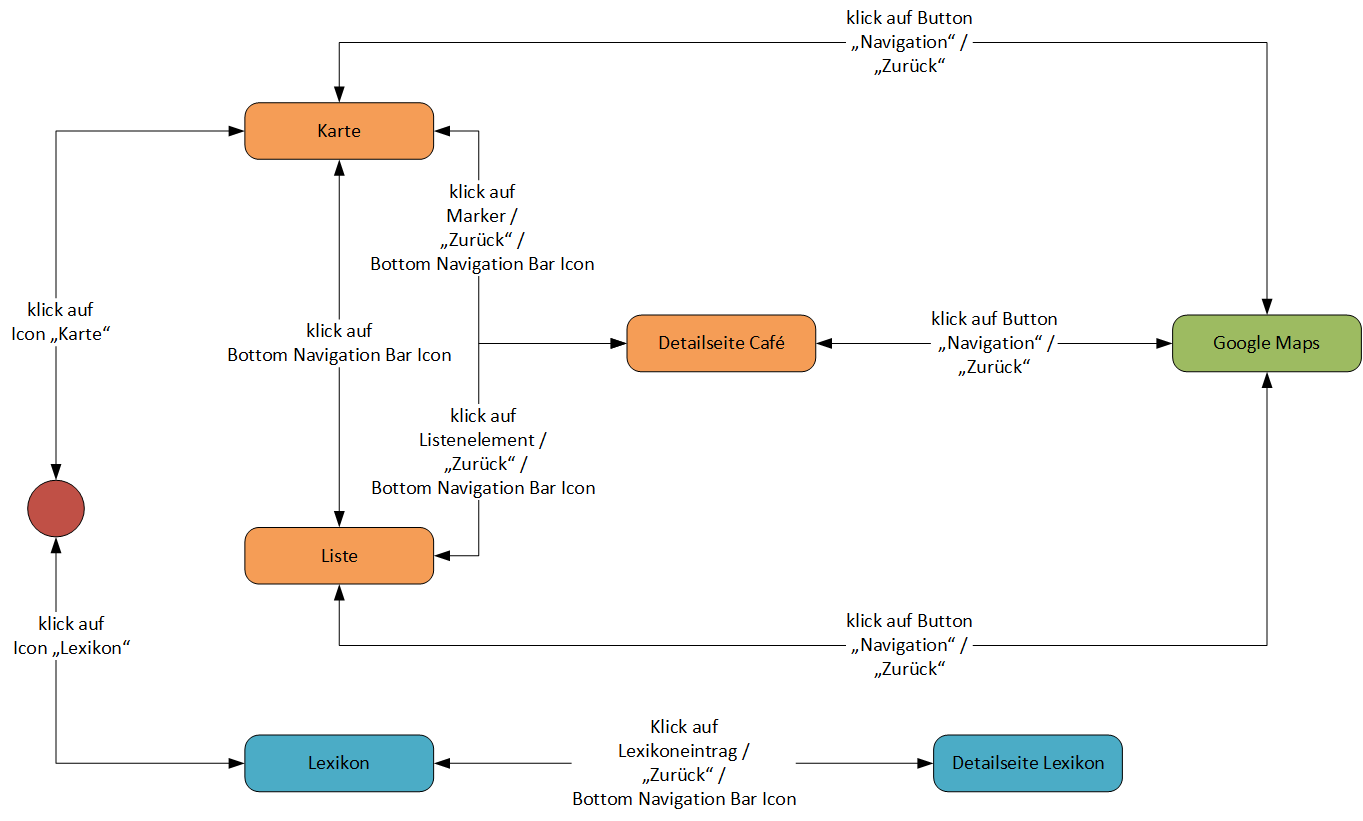 klick auf Button
„Navigation“ /
„Zurück“
Karte
klick auf
Marker /
„Zurück“ /
Bottom Navigation Bar Icon
klick auf
Icon „Karte“
klick auf
Bottom Navigation Bar Icon
Detailseite Café
klick auf Button
„Navigation“ /
„Zurück“
Google Maps
klick auf
Listenelement /
„Zurück“ /
Bottom Navigation Bar Icon
Liste
klick auf
Icon „Lexikon“
klick auf Button
„Navigation“ /
„Zurück“
Lexikon
Klick auf
Lexikoneintrag /
„Zurück“ /
Bottom Navigation Bar Icon
Detailseite Lexikon